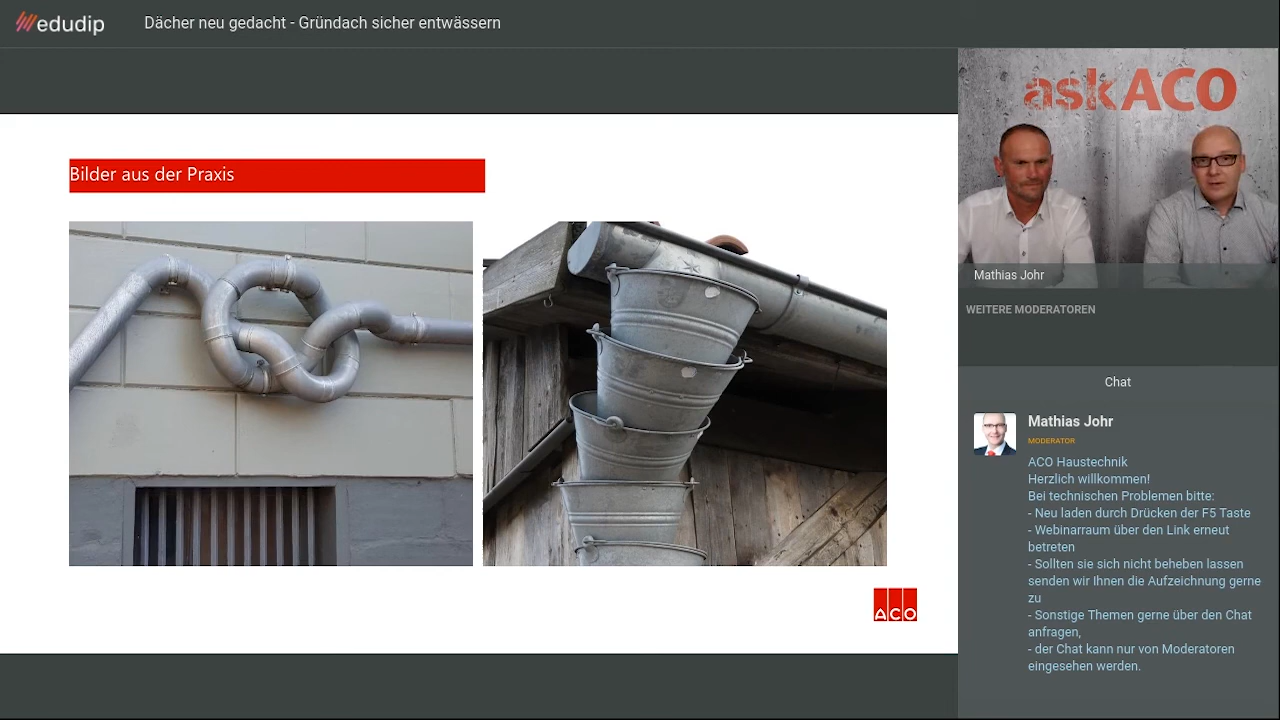 edudip
Dächer neu gedacht - Gründach sicher entwässern
Bilder aus der Praxis
ACO
askACO
Mathias Johr
WEITERE MODERATOREN
Chat
Mathias Johr
MODERATOR
ACO Haustechnik
Herzlich willkommen!
Bei technischen Problemen bitte:
- Neu laden durch Drücken der F5 Taste
- Webinarraum über den Link erneut
betreten
- Sollten sie sich nicht beheben lassen
senden wir Ihnen die Aufzeichnung gerne
zu
- Sonstige Themen gerne über den Chat
anfragen,
- der Chat kann nur von Moderatoren
eingesehen werden.